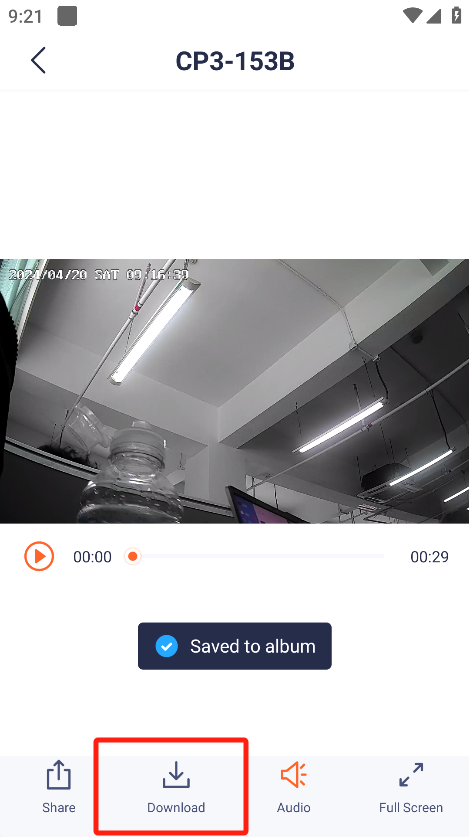 9:21
CP3-153B
2024/04/20 SAT 09:16:39
00:00
00:29
Saved to album
Share
Download
Audio
Full Screen